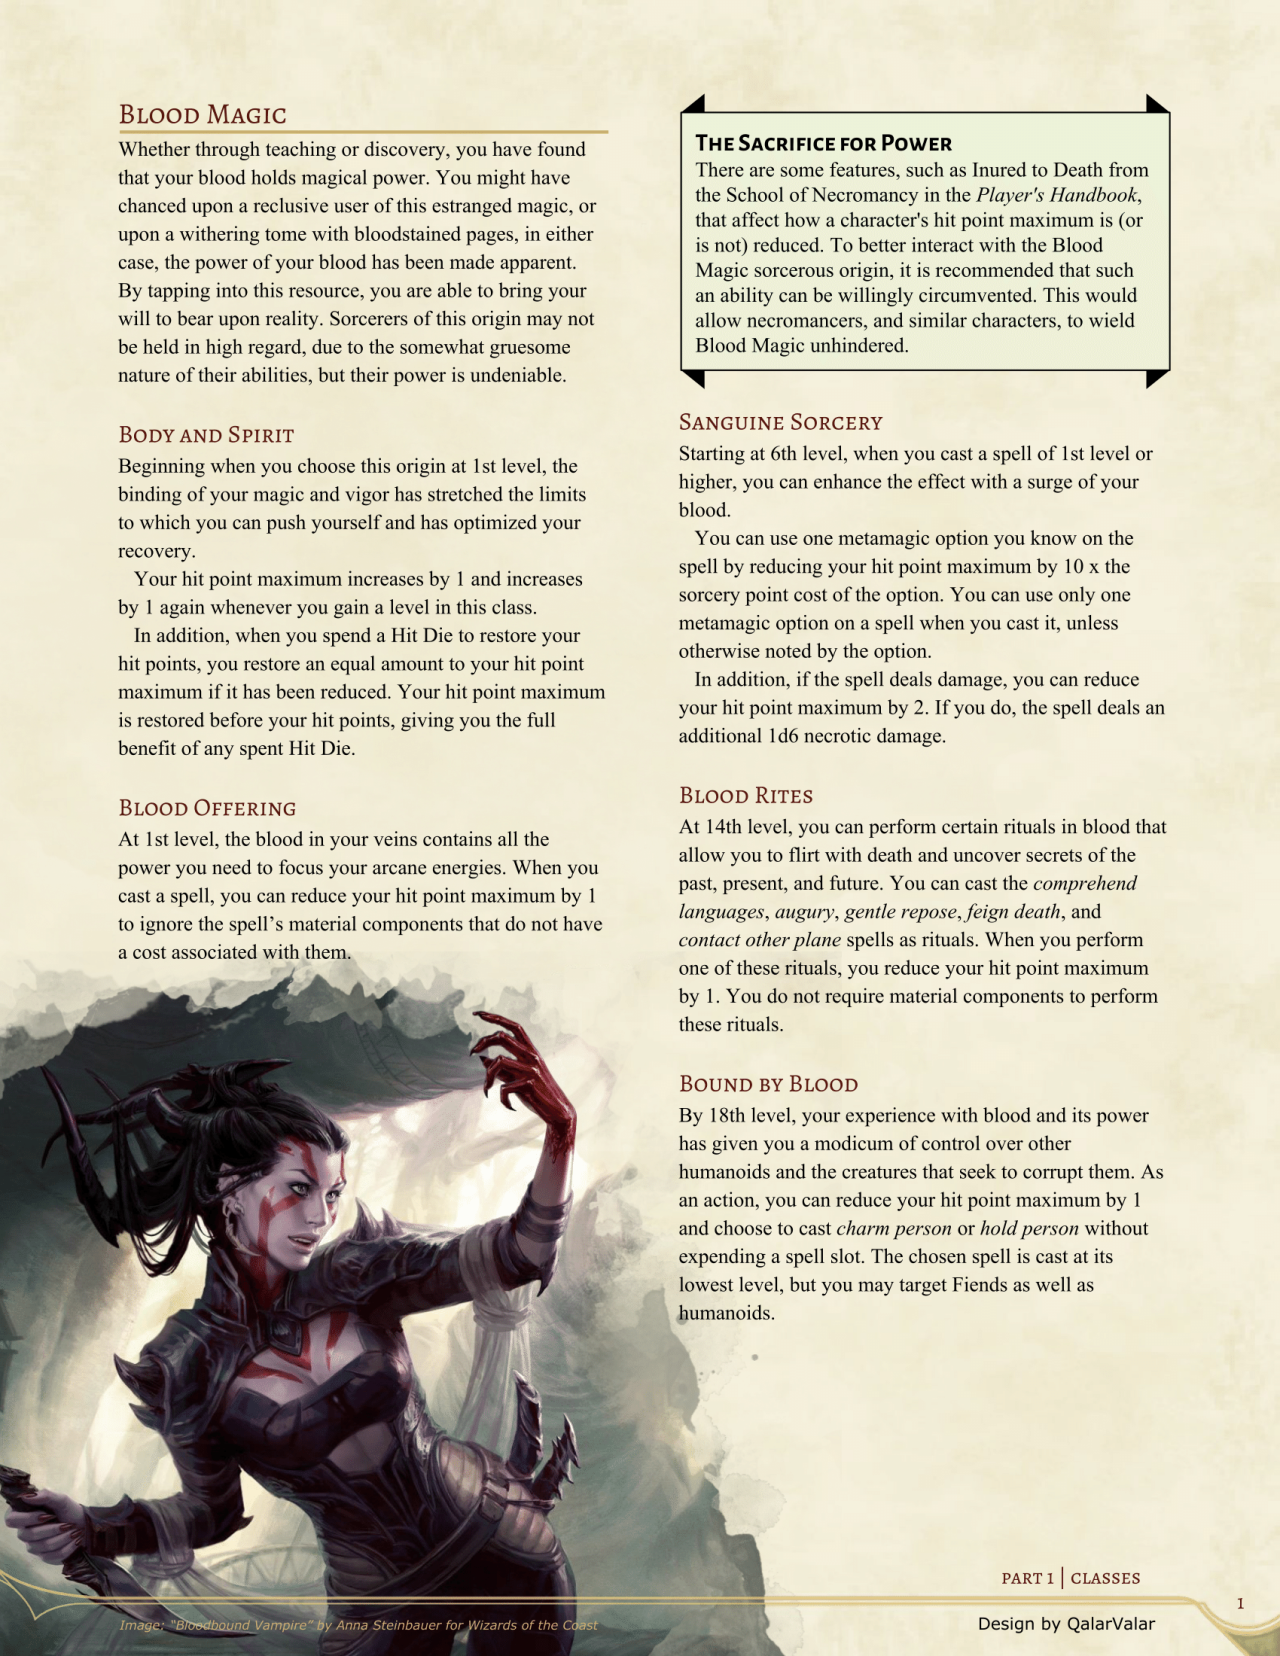 Blood Magic
Whether through teaching or discovery, you have found
that your blood holds magical power. You might have
chanced upon a reclusive user of this estranged magic, or
upon a withering tome with bloodstained pages, in either
case, the power of your blood has been made apparent.
By tapping into this resource, you are able to bring your
will to bear upon reality. Sorcerers of this origin may not
be held in high regard, due to the somewhat gruesome
nature of their abilities, but their power is undeniable.
Body and Spirit
Beginning when you choose this origin at 1st level, the
binding of your magic and vigor has stretched the limits
to which you can push yourself and has optimized your
recovery.
Your hit point maximum increases by 1 and increases
by 1 again whenever you gain a level in this class.
In addition, when you spend a Hit Die to restore your
hit points, you restore an equal amount to your hit point
maximum if it has been reduced. Your hit point maximum
is restored before your hit points, giving you the full
benefit of any spent Hit Die.
Blood Offering
At 1st level, the blood in your veins contains all the
power you need to focus your arcane energies. When you
cast a spell, you can reduce your hit point maximum by 1
to ignore the spell’s material components that do not have
a cost associated with them.
The Sacrifice for Power
There are some features, such as Inured to Death from
the School of Necromancy in the Player's Handbook,
that affect how a character's hit point maximum is (or
is not) reduced. To better interact with the Blood
Magic sorcerous origin, it is recommended that such
an ability can be willingly circumvented. This would
allow necromancers, and similar characters, to wield
Blood Magic unhindered.
Sanguine Sorcery
Starting at 6th level, when you cast a spell of 1st level or
higher, you can enhance the effect with a surge of your
blood.
You can use one metamagic option you know on the
spell by reducing your hit point maximum by 10 x the
sorcery point cost of the option. You can use only one
metamagic option on a spell when you cast it, unless
otherwise noted by the option.
In addition, if the spell deals damage, you can reduce
your hit point maximum by 2. If you do, the spell deals an
additional 1d6 necrotic damage.
Blood Rites
At 14th level, you can perform certain rituals in blood that
allow you to flirt with death and uncover secrets of the
past, present, and future. You can cast the comprehend
languages, augury, gentle repose, feign death, and
contact other plane spells as rituals. When you perform
one of these rituals, you reduce your hit point maximum
by 1. You do not require material components to perform
these rituals.
Bound by Blood
By 18th level, your experience with blood and its power
has given you a modicum of control over other
humanoids and the creatures that seek to corrupt them. As
an action, you can reduce your hit point maximum by 1
and choose to cast charm person or hold person without
expending a spell slot. The chosen spell is cast at its
lowest level, but you may target Fiends as well as
humanoids.
PART 1 | CLASSES
1
Image: “Bloodbound Vampire” by Anna Steinbauer for Wizards of the Coast
Design by QalarValar